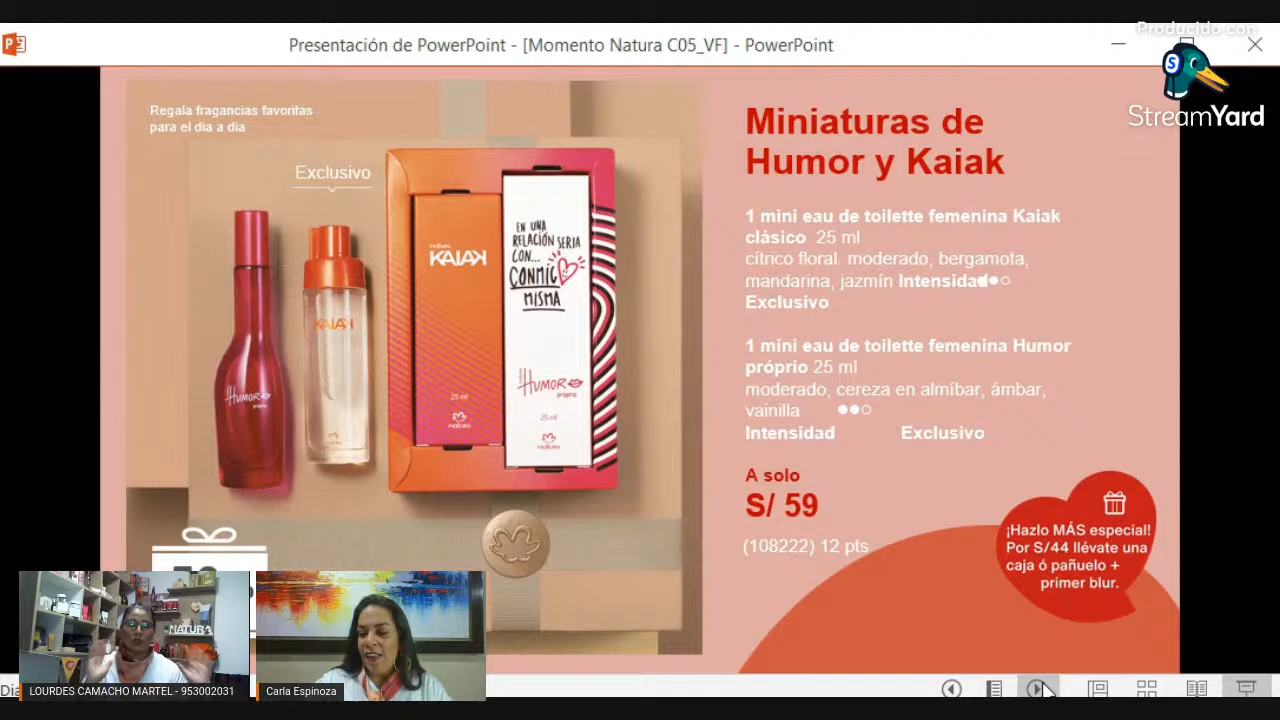 Producido con
Presentación de PowerPoint - [Momento Natura C05_VF] - PowerPoint
StreamYard
Regala fragancias favoritas
para el dia a dia
Exclusivo
natura
KAIAK
25 ml
natura
EN UNA
RELACIÓN SERIA
CON...
CONMIGO
MISMA
HUMOR
próprio
25 ml
natura
HUMOR
próprio
KAIAK
Miniaturas de
Humor y Kaiak
1 mini eau de toilette femenina Kaiak
clásico 25 ml
cítrico floral moderado, bergamota,
mandarina, jazmín Intensidad
Exclusivo
1 mini eau de toilette femenina Humor
próprio 25 ml
moderado, cereza en almíbar, ámbar,
vainilla
Intensidad Exclusivo
A solo
S/ 59
(108222) 12 pts
¡Hazlo MÁS especial!
Por S/44 llévate una
caja ó pañuelo +
primer blur.
NATURA
LOURDES CAMACHO MARTEL - 953002031
Carla Espinoza